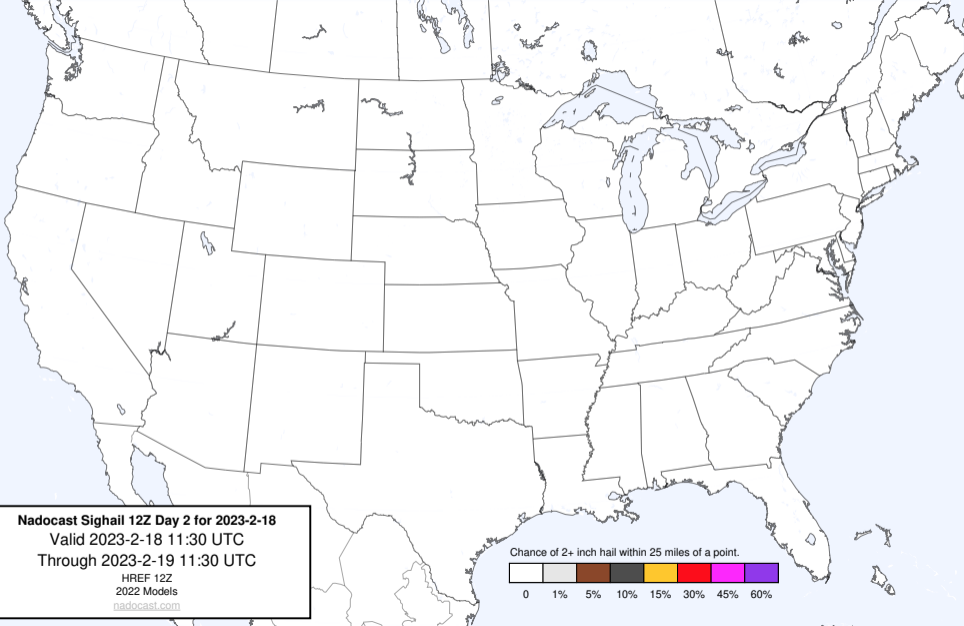 Nadocast Sighail 12Z Day 2 for 2023-2-18
Valid 2023-2-18 11:30 UTC
Through 2023-2-19 11:30 UTC
HREF 12Z
2022 Models
nadocast.com
Chance of 2+ inch hail within 25 miles of a point.
0 1% 5% 10% 15% 30% 45% 60%